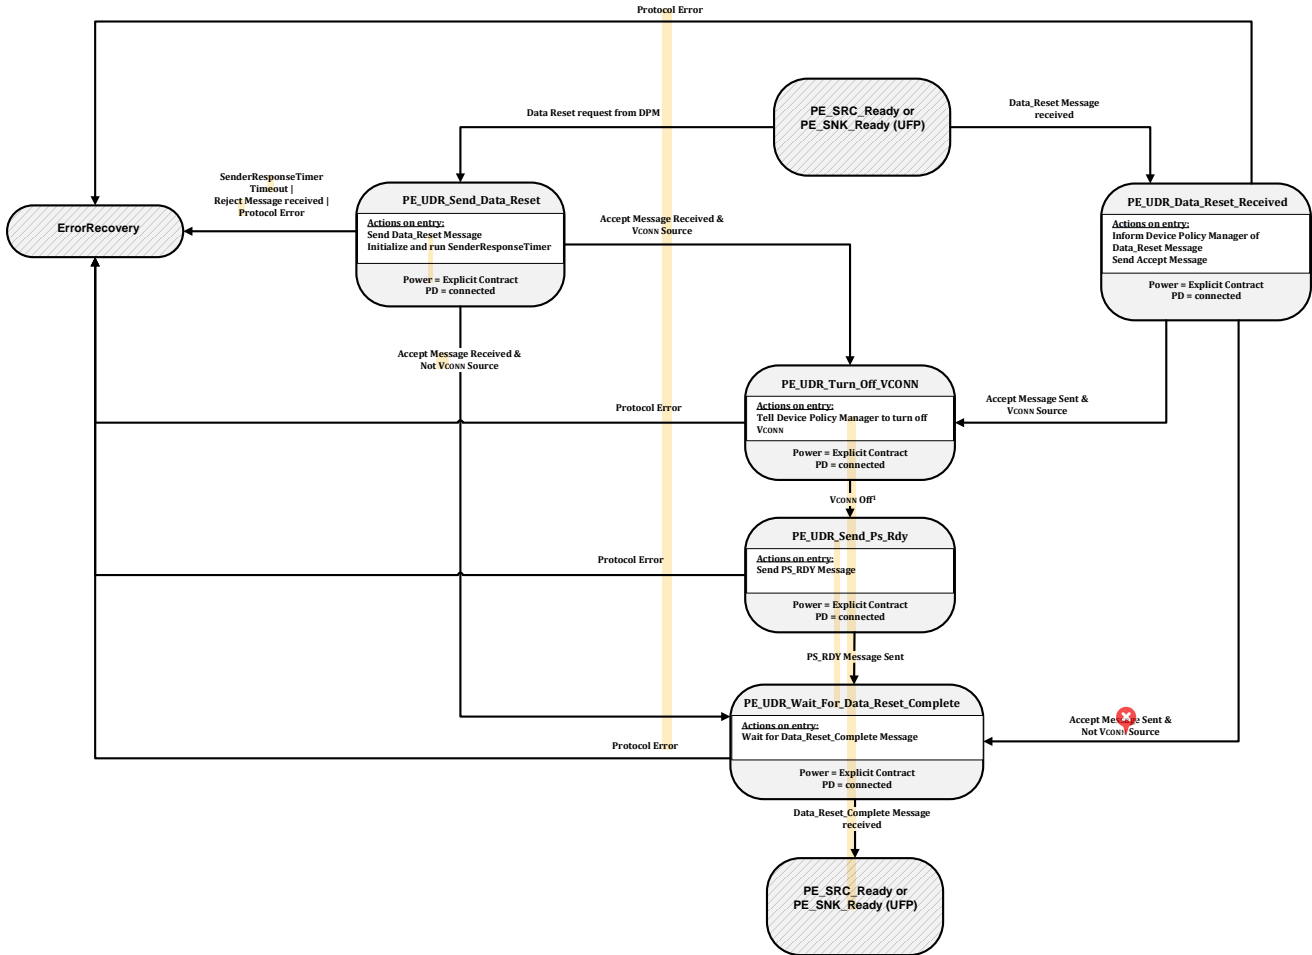 Protocol Error
PE_SRC_Ready or
PE_SNK_Ready (UFP)
Data Reset request from DPM
Data_Reset Message
received
SenderResponseTimer
Timeout |
Reject Message received |
Protocol Error
ErrorRecovery
PE_UDR_Send_Data_Reset
Actions on entry:
Send Data_Reset Message
Initialize and run SenderResponseTimer
Power = Explicit Contract
PD = connected
Accept Message Received &
VCONN Source
PE_UDR_Data_Reset_Received
Actions on entry:
Inform Device Policy Manager of
Data_Reset Message
Send Accept Message
Power = Explicit Contract
PD = connected
Accept Message Received &
Not VCONN Source
PE_UDR_Turn_Off_VCONN
Actions on entry:
Tell Device Policy Manager to turn off
VCONN
Power = Explicit Contract
PD = connected
Protocol Error
Accept Message Sent &
VCONN Source
VCONN Off¹
PE_UDR_Send_Ps_Rdy
Actions on entry:
Send PS_RDY Message
Power = Explicit Contract
PD = connected
Protocol Error
PS_RDY Message Sent
PE_UDR_Wait_For_Data_Reset_Complete
Actions on entry:
Wait for Data_Reset_Complete Message
Power = Explicit Contract
PD = connected
Protocol Error
Accept Message Sent &
Not VCONN Source
Data_Reset_Complete Message
received
PE_SRC_Ready or
PE_SNK_Ready (UFP)